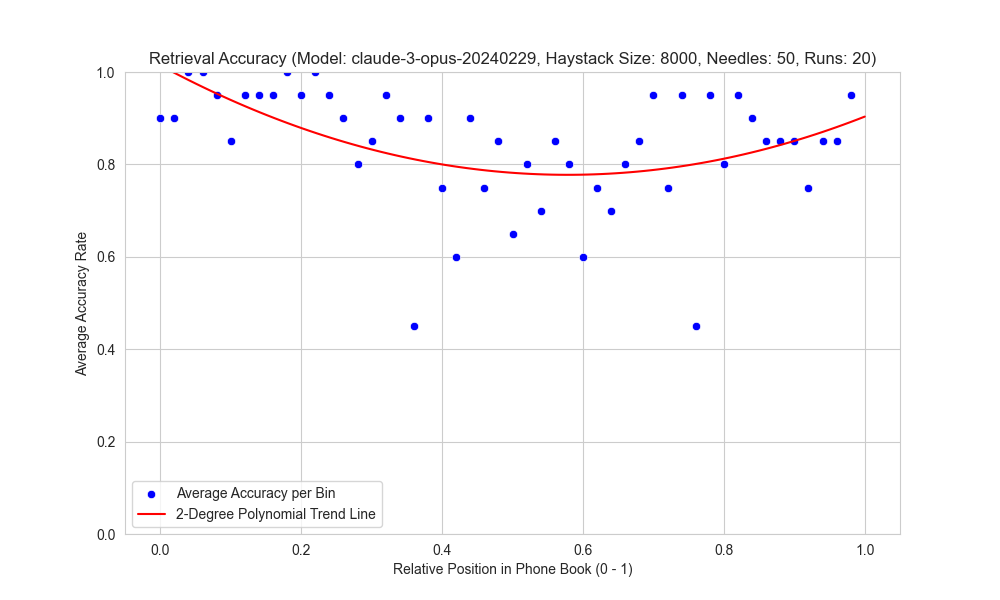 Retrieval Accuracy (Model: claude-3-opus-20240229, Haystack Size: 8000, Needles: 50, Runs: 20)
1.0
0.8
0.6
0.4
0.2
0.0
Average Accuracy Rate
Average Accuracy per Bin
2-Degree Polynomial Trend Line
0.0 0.2 0.4 0.6 0.8 1.0
Relative Position in Phone Book (0 - 1)